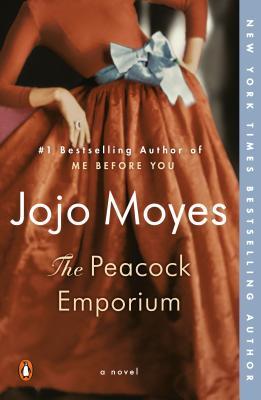 #1 Bestselling Author of
ME BEFORE YOU
Jojo Moyes
The Peacock
Emporium
a novel
NEW YORK TIMES BESTSELLING AUTHOR